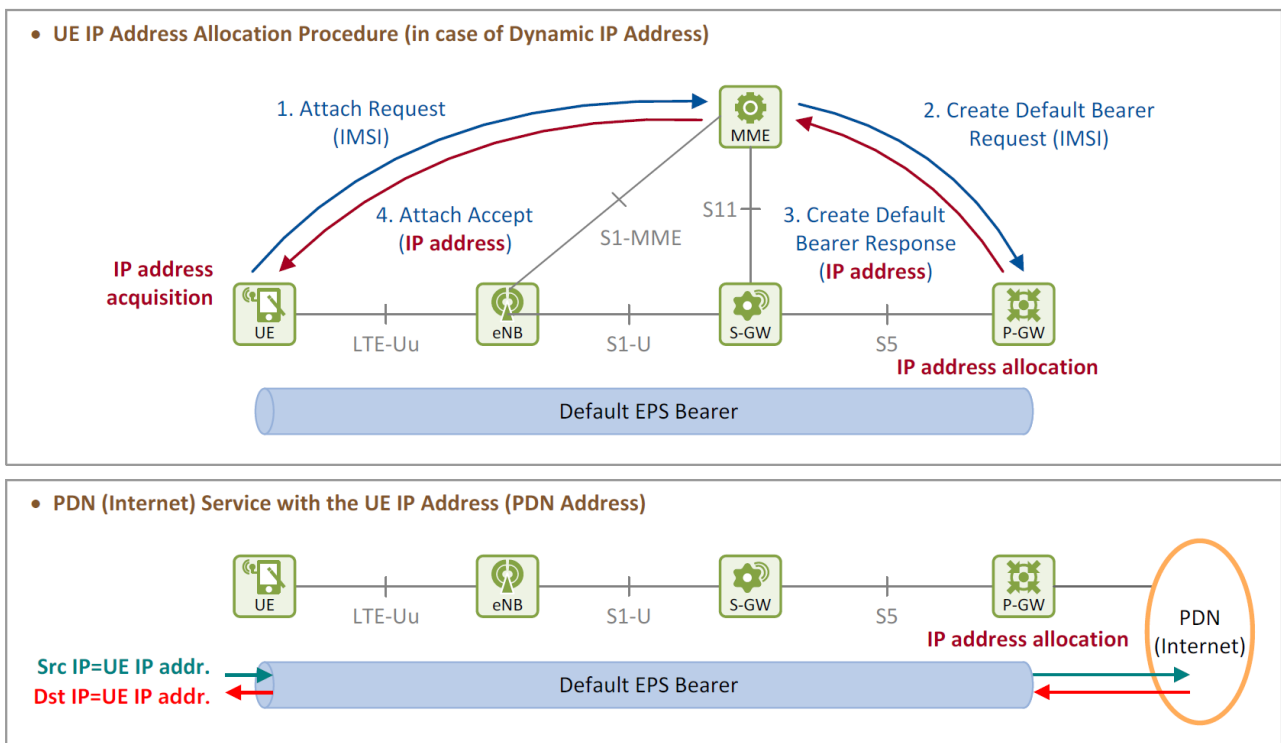 • UE IP Address Allocation Procedure (in case of Dynamic IP Address)
1. Attach Request
(IMSI)
MME
2. Create Default Bearer
Request (IMSI)
4. Attach Accept
(IP address)
S1-MME
S11
3. Create Default
Bearer Response
(IP address)
IP address
acquisition
UE
LTE-Uu
eNB
S1-U
S-GW
S5
P-GW
IP address allocation
Default EPS Bearer
• PDN (Internet) Service with the UE IP Address (PDN Address)
UE
LTE-Uu
eNB
S1-U
S-GW
S5
P-GW
IP address allocation
PDN
(Internet)
Src IP=UE IP addr.
Dst IP=UE IP addr.
Default EPS Bearer